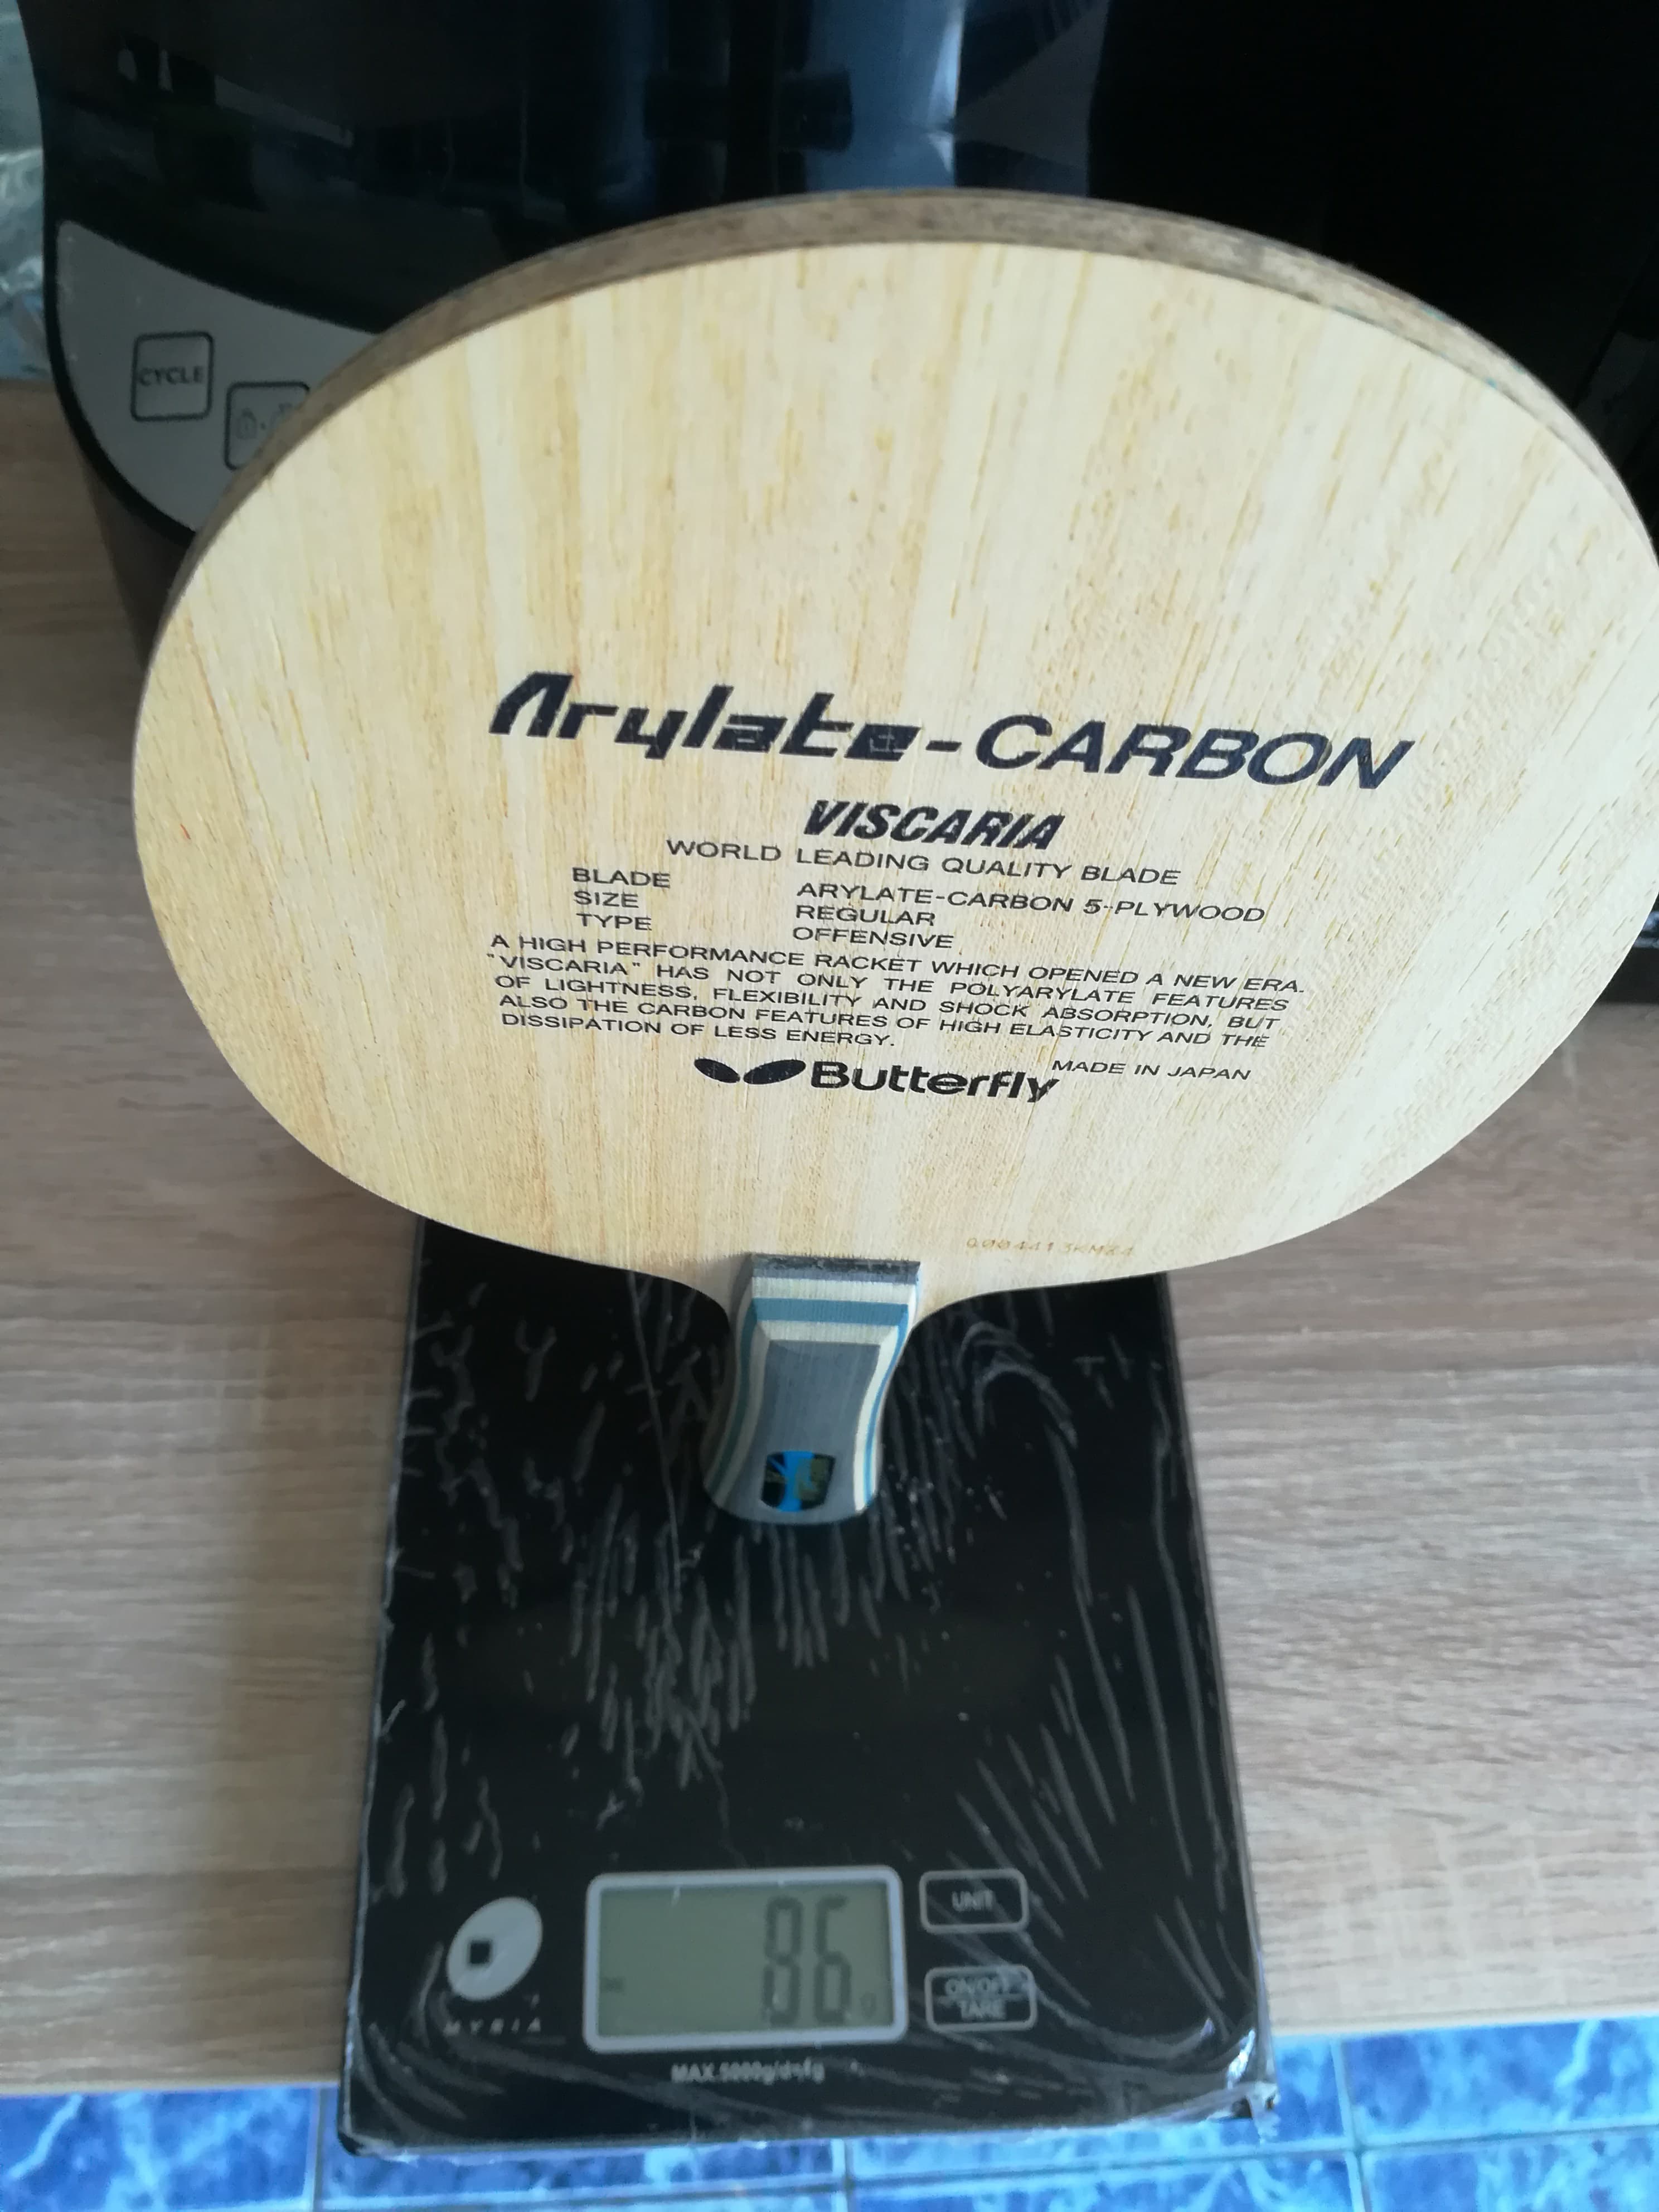 CYCLE
Arylate-CARBON
VISCARIA
WORLD LEADING QUALITY BLADE
BLADE ARYLATE-CARBON 5-PLYWOOD
SIZE REGULAR
TYPE OFFENSIVE
A HIGH PERFORMANCE RACKET WHICH OPENED A NEW ERA.
"VISCARIA" HAS NOT ONLY THE POLYARYLATE FEATURES
OF LIGHTNESS, FLEXIBILITY AND SHOCK ABSORPTION, BUT
ALSO THE CARBON FEATURES OF HIGH ELASTICITY AND THE
DISSIPATION OF LESS ENERGY.
Butterfly MADE IN JAPAN
86 g
UNIT
ON/OFF
TARE
MYRIA
MAX.5000g/d=1g